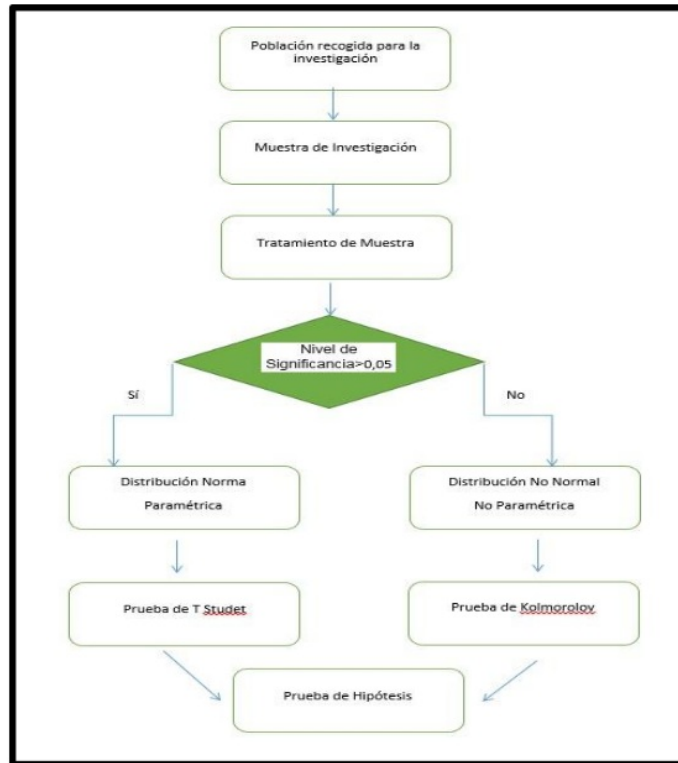 Población recogida para la
investigación
Muestra de Investigación
Tratamiento de Muestra
Nivel de
Significancia>0,05
Sí
No
Distribución Norma
Paramétrica
Distribución No Normal
No Paramétrica
Prueba de T Studet
Prueba de Kolmorolov
Prueba de Hipótesis